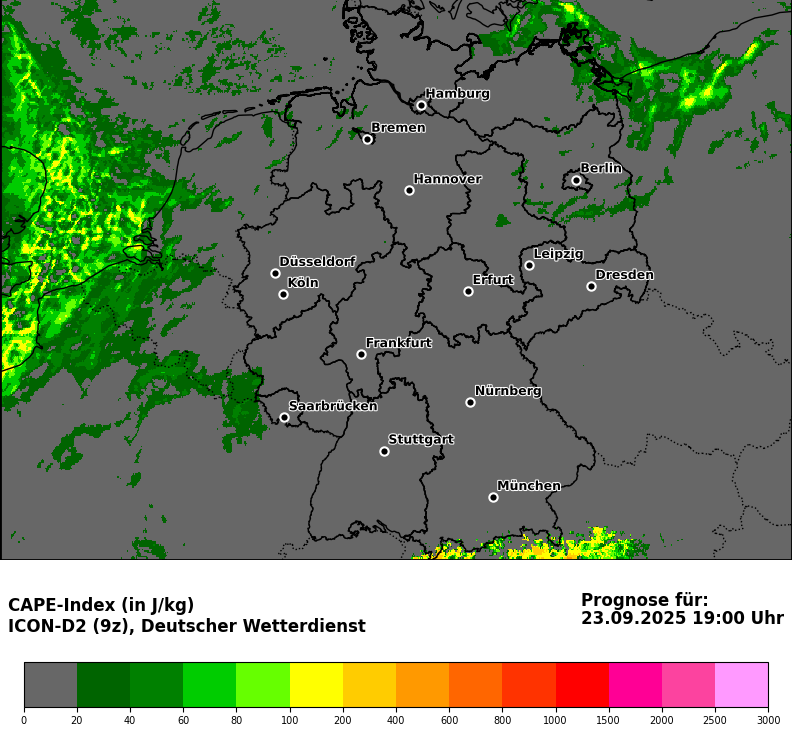 Hamburg
Bremen
Berlin
Hannover
Leipzig
Düsseldorf
Dresden
Köln
Erfurt
Frankfurt
Nürnberg
Saarbrücken
Stuttgart
München
CAPE-Index (in J/kg)
ICON-D2 (9z), Deutscher Wetterdienst
Prognose für:
23.09.2025 19:00 Uhr
0 20 40 60 80 100 200 400 600 800 1000 1500 2000 2500 3000